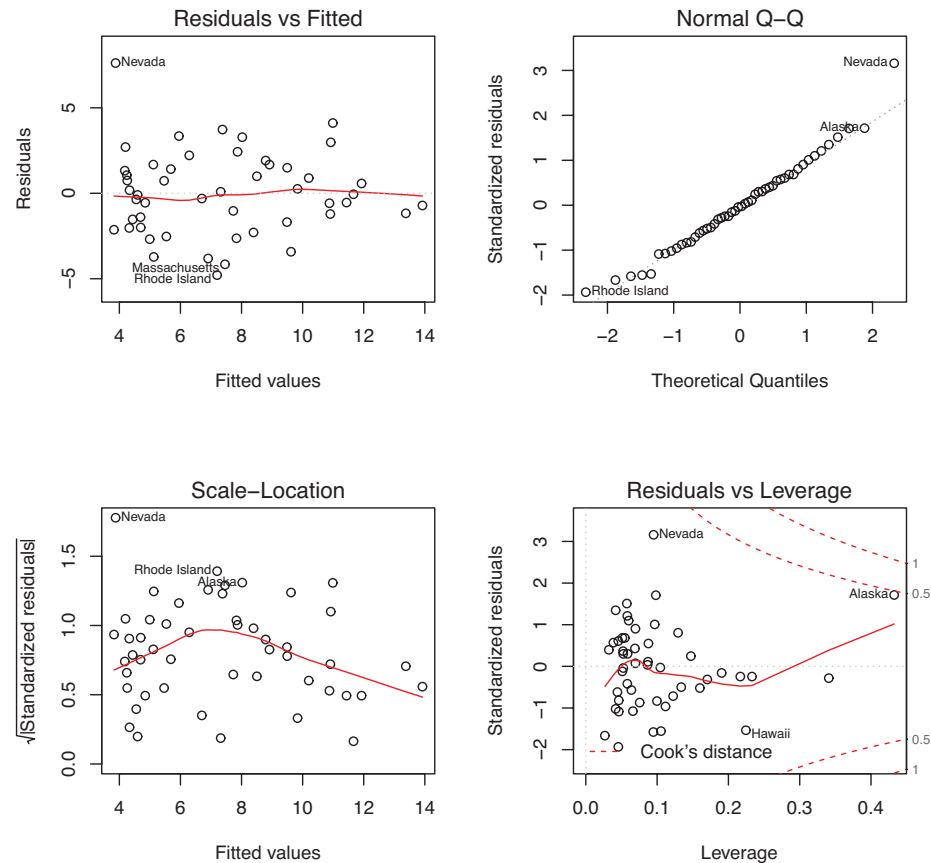 Residuals vs Fitted
Residuals
5
0
−5
Nevada
Massachusetts
Rhode Island
4 6 8 10 12 14
Fitted values
Normal Q−Q
Standardized residuals
3
2
1
0
−1
−2
Nevada
Alaska
Rhode Island
−2 −1 0 1 2
Theoretical Quantiles
Scale−Location
√|Standardized residuals|
1.5
1.0
0.5
0.0
Nevada
Rhode Island
Alaska
4 6 8 10 12 14
Fitted values
Residuals vs Leverage
Standardized residuals
3
2
1
0
−1
−2
Nevada
Alaska
Hawaii
Cook's distance
1
0.5
0.5
1
0.0 0.1 0.2 0.3 0.4
Leverage